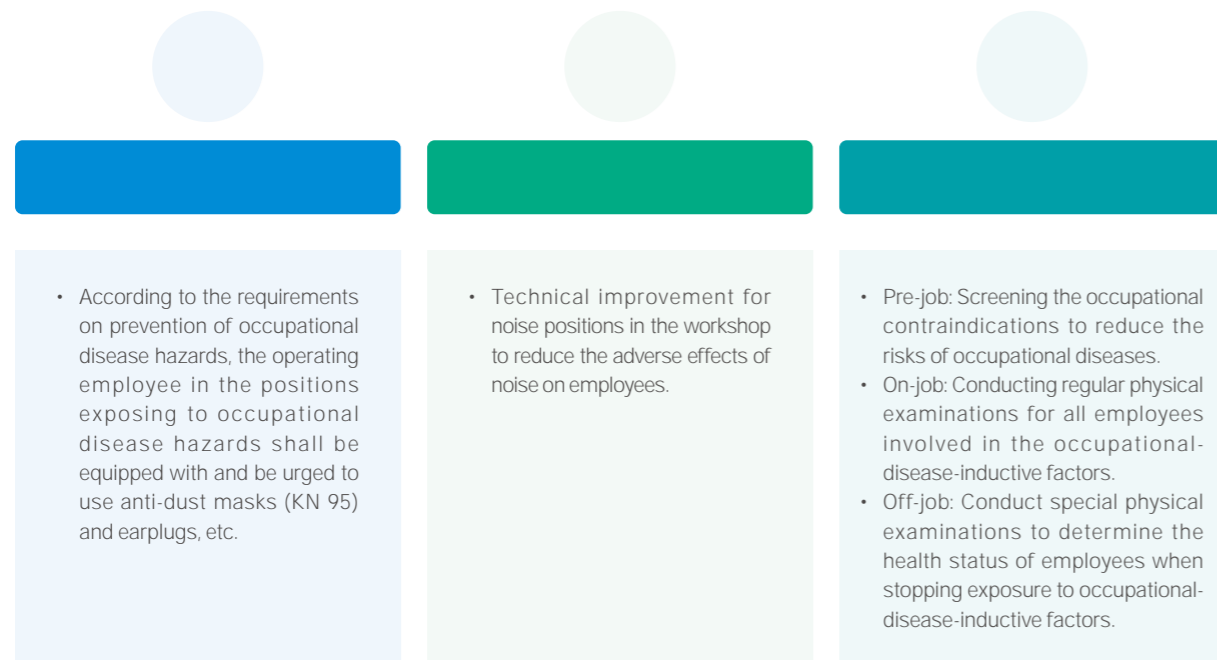 • According to the requirements
on prevention of occupational
disease hazards, the operating
employee in the positions
exposing to occupational
disease hazards shall be
equipped with and be urged to
use anti-dust masks (KN 95)
and earplugs, etc.
• Technical improvement for
noise positions in the workshop
to reduce the adverse effects of
noise on employees.
• Pre-job: Screening the occupational
contraindications to reduce the
risks of occupational diseases.
• On-job: Conducting regular physical
examinations for all employees
involved in the occupational-
disease-inductive factors.
• Off-job: Conduct special physical
examinations to determine the
health status of employees when
stopping exposure to occupational-
disease-inductive factors.